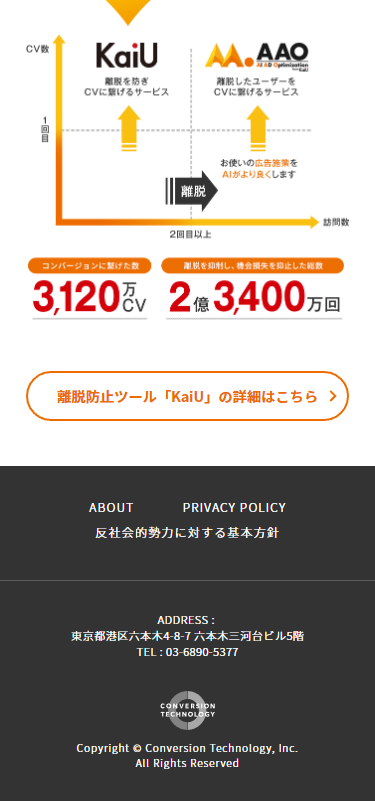 CV数
KaiU
AAO
All AD Optimization
from KaiU
離脱を防ぎ
CVに繋げるサービス
離脱したユーザーを
CVに繋げるサービス
1回目
お使いの広告施策を
AIがより良くします
離脱
訪問数
2回目以上
コンバージョンに繋げた数
3,120万CV
離脱を抑制し、機会損失を抑止した総数
2億3,400万回
離脱防止ツール「KaiU」の詳細はこちら
ABOUT
PRIVACY POLICY
反社会的勢力に対する基本方針
ADDRESS :
東京都港区六本木4-8-7 六本木三河台ビル5階
TEL : 03-6890-5377
CONVERSION
TECHNOLOGY
Copyright © Conversion Technology, Inc.
All Rights Reserved